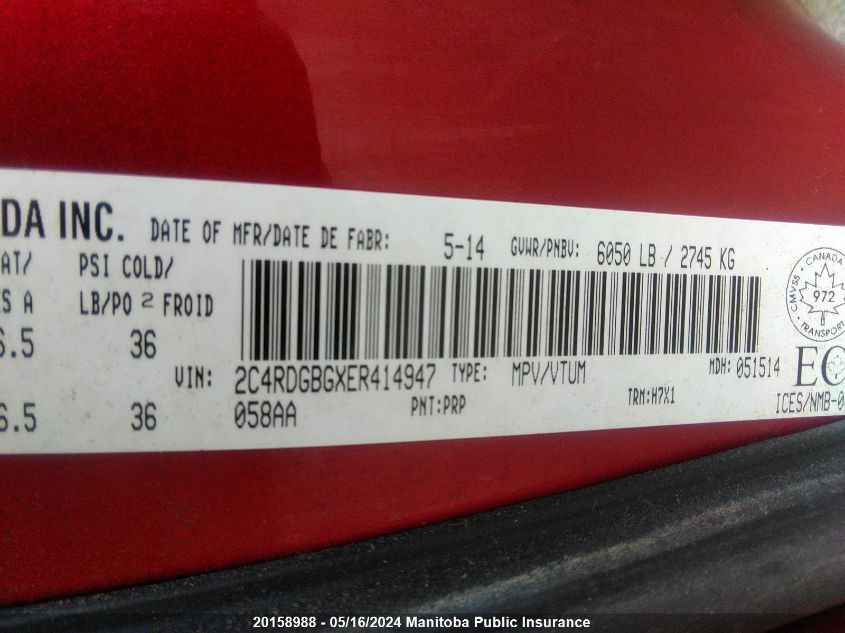 DA INC. DATE OF MFR/DATE DE FABR: 5-14 GVWR/PNBV: 6050 LB / 2745 KG
AT/ PSI COLD/
S A LB/PO 2 FROID
6.5 36
VIN: 2C4RDGBGXER414947 TYPE: MPV/VTUM MDH: 051514
6.5 36 058AA PNT:PRP TRM:H7X1
CMVSS CANADA
972
TRANSPORT
EC
ICES/NMB-0
20158988 - 05/16/2024 Manitoba Public Insurance